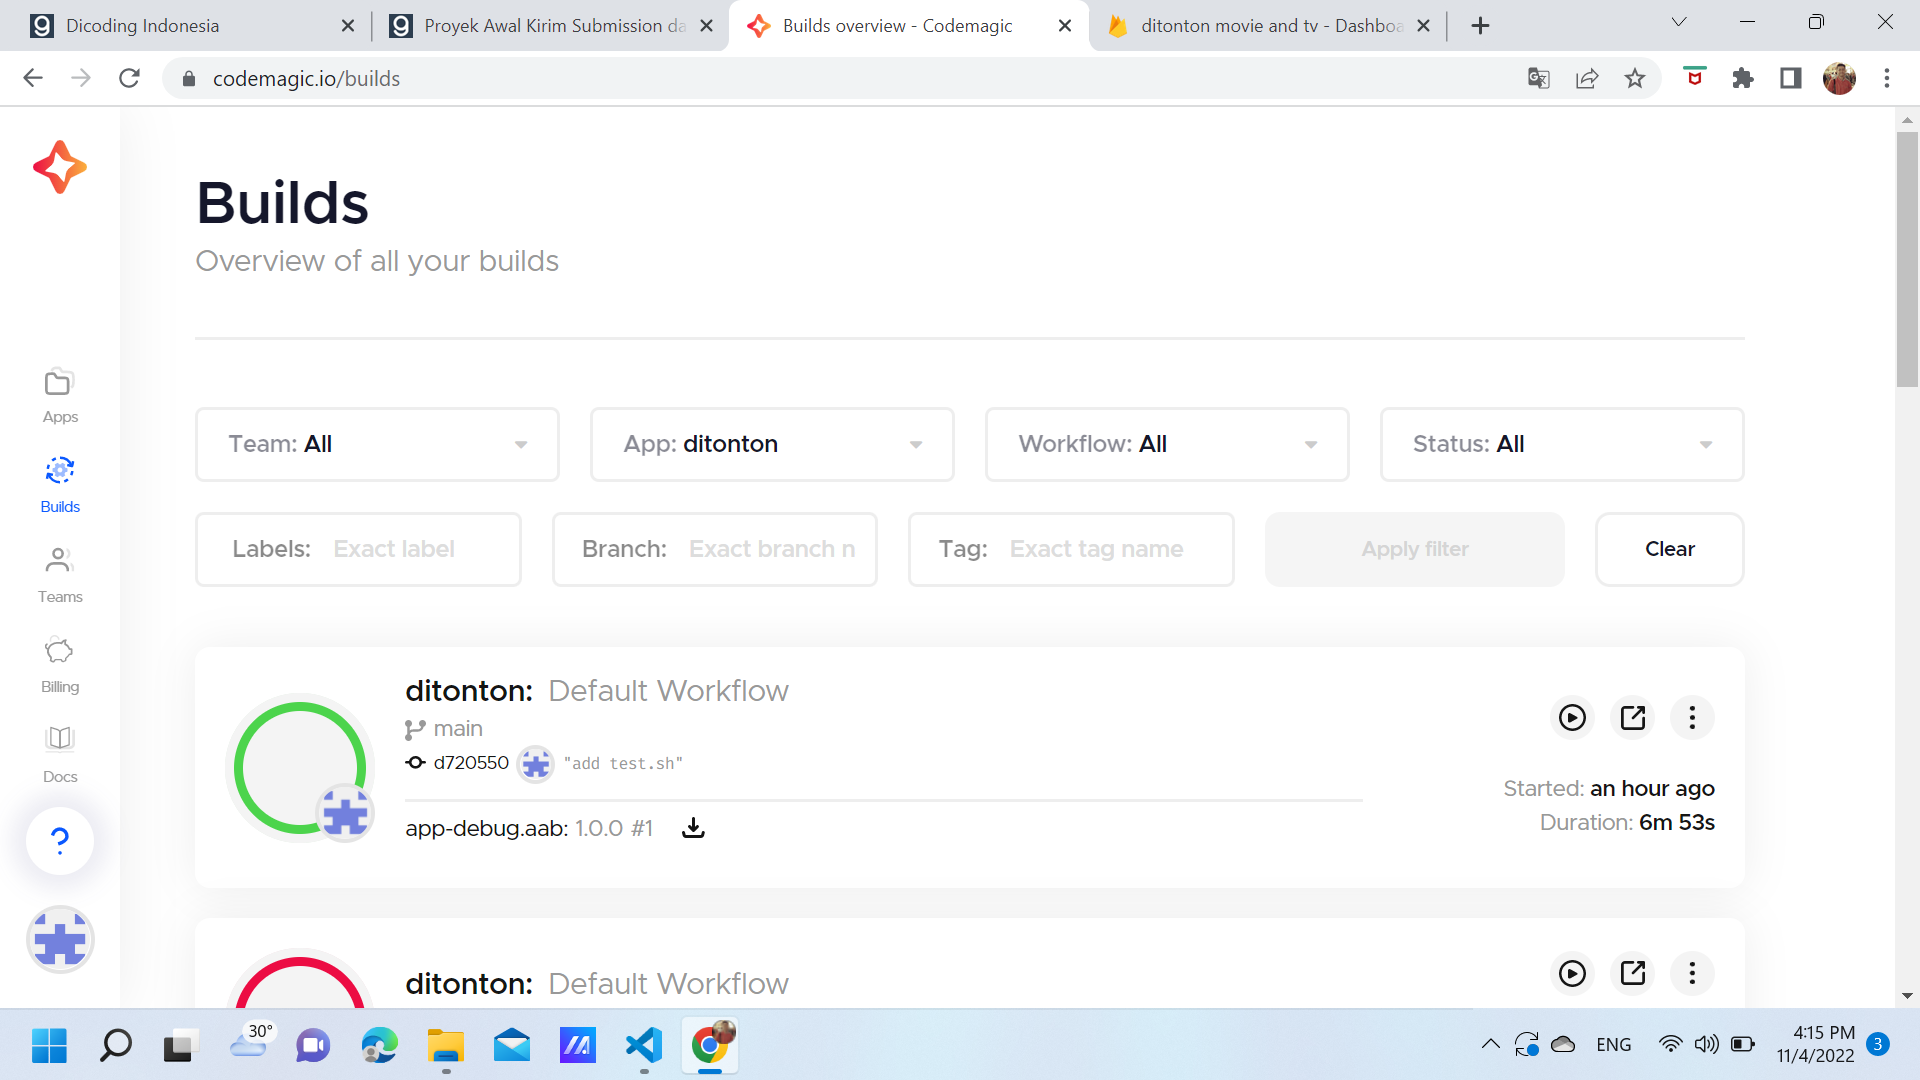 Dicoding Indonesia
Proyek Awal Kirim Submission da
Builds overview - Codemagic
ditonton movie and tv - Dashboa
codemagic.io/builds
Builds
Overview of all your builds
Apps
Builds
Teams
Billing
Docs
?
Team: All
App: ditonton
Workflow: All
Status: All
Labels: Exact label
Branch: Exact branch n
Tag: Exact tag name
Apply filter
Clear
ditonton: Default Workflow
main
d720550 "add test.sh"
app-debug.aab: 1.0.0 #1
Started: an hour ago
Duration: 6m 53s
ditonton: Default Workflow
30°
ENG
4:15 PM
11/4/2022
3